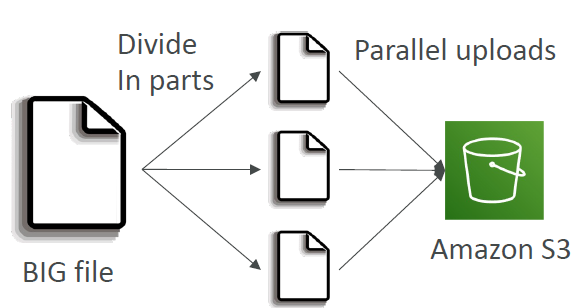 Divide
In parts
Parallel uploads
BIG file
Amazon S3